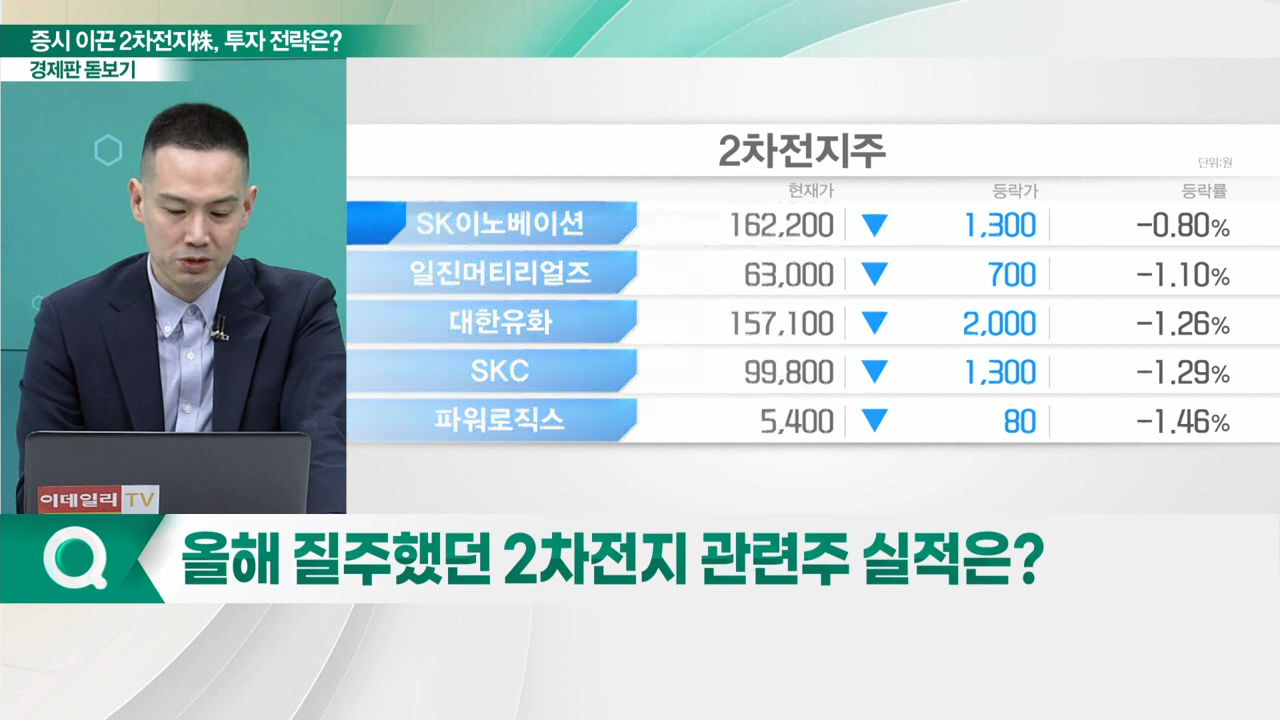 증시 이끈 2차전지株, 투자 전략은?
경제판 돋보기
2차전지주
단위:원
현재가 등락가 등락률
SK이노베이션 162,200 ▼ 1,300 -0.80%
일진머티리얼즈 63,000 ▼ 700 -1.10%
대한유화 157,100 ▼ 2,000 -1.26%
SKC 99,800 ▼ 1,300 -1.29%
파워로직스 5,400 ▼ 80 -1.46%
이데일리 TV
Q 올해 질주했던 2차전지 관련주 실적은?